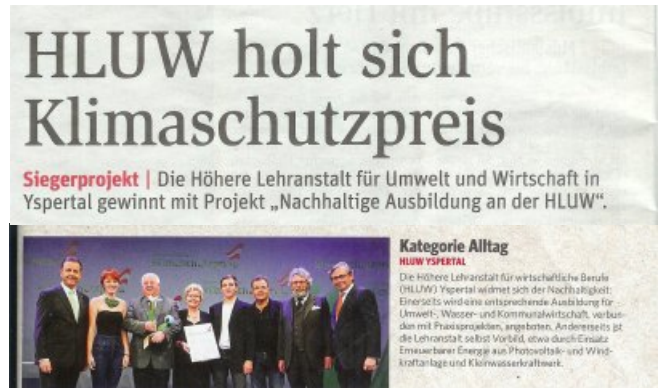 HLUW holt sich
Klimaschutzpreis
Siegerprojekt | Die Höhere Lehranstalt für Umwelt und Wirtschaft in
Yspertal gewinnt mit Projekt „Nachhaltige Ausbildung an der HLUW“.
Kategorie Alltag
HLUW YSPERTAL
Die Höhere Lehranstalt für wirtschaftliche Berufe
(HLUW) Yspertal widmet sich der Nachhaltigkeit:
Einerseits wird eine entsprechende Ausbildung für
Umwelt-, Wasser- und Kommunalwirtschaft, verbun-
den mit Praxisprojekten, angeboten. Andererseits ist
die Lehranstalt selbst Vorbild, etwa durch Einsatz
Erneuerbarer Energie aus Photovoltaik- und Wind-
kraftanlage und Kleinwasserkraftwerk.